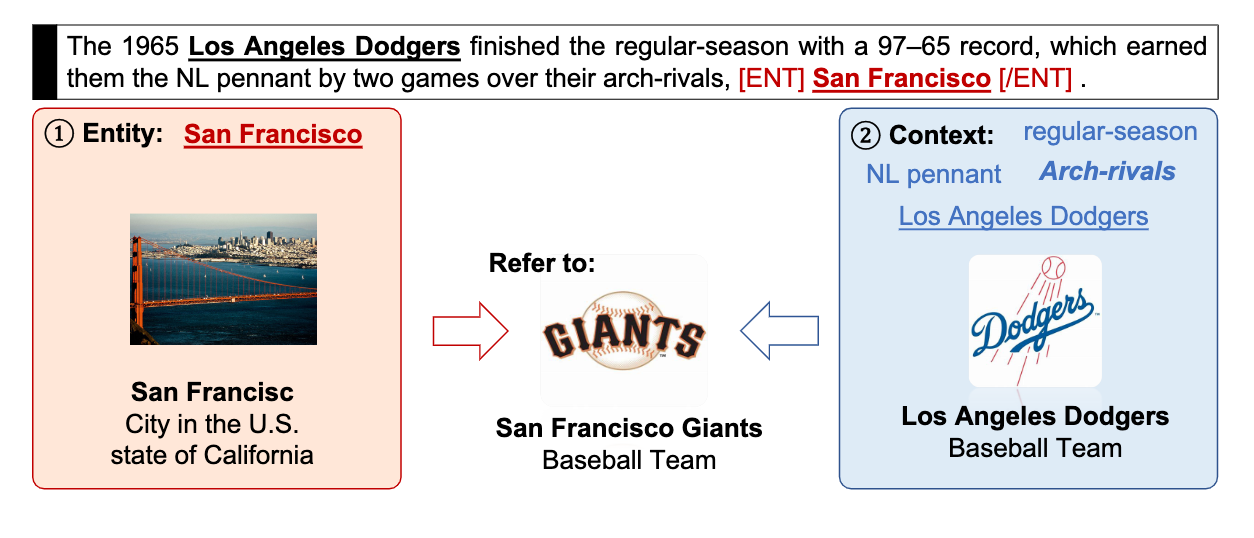 The 1965 Los Angeles Dodgers finished the regular-season with a 97–65 record, which earned
them the NL pennant by two games over their arch-rivals, [ENT] San Francisco [/ENT] .
① Entity: San Francisco
San Francisc
City in the U.S.
state of California
Refer to:
GIANTS
TM
San Francisco Giants
Baseball Team
② Context: regular-season
NL pennant Arch-rivals
Los Angeles Dodgers
Dodgers
TM
Los Angeles Dodgers
Baseball Team